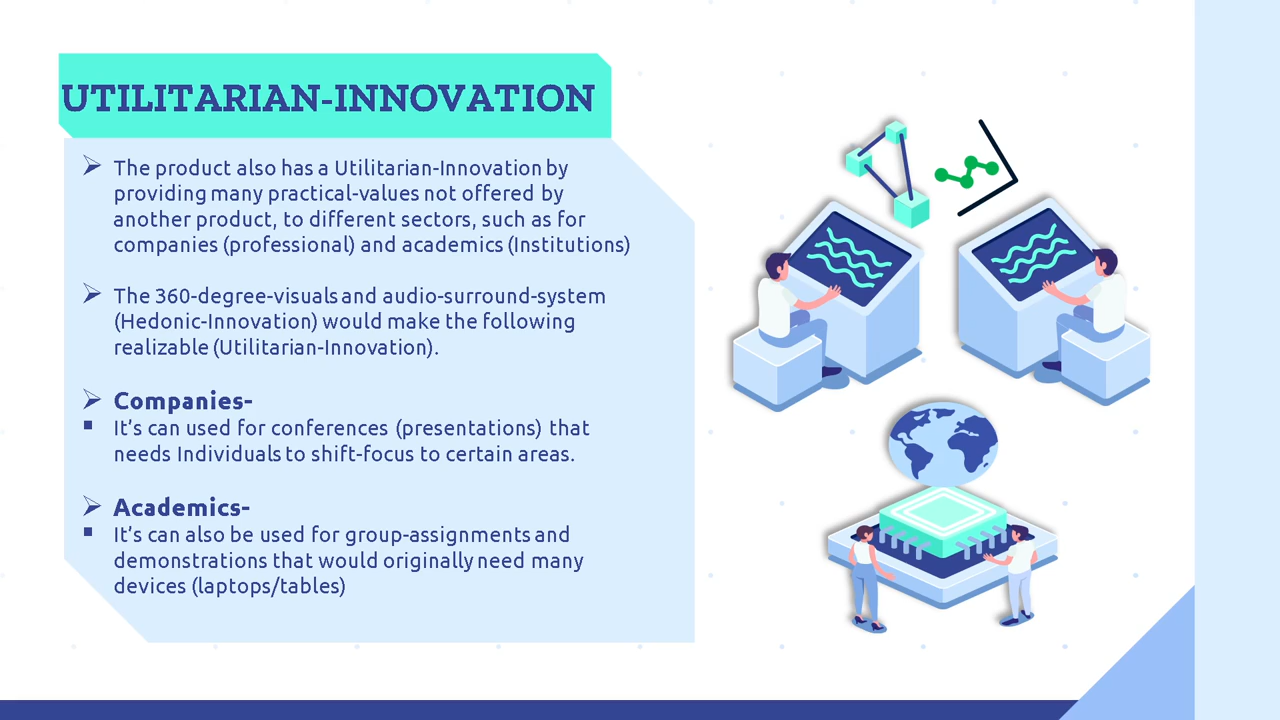 UTILITARIAN-INNOVATION
➢ The product also has a Utilitarian-Innovation by
providing many practical-values not offered by
another product, to different sectors, such as for
companies (professional) and academics (Institutions)
➢ The 360-degree-visuals and audio-surround-system
(Hedonic-Innovation) would make the following
realizable (Utilitarian-Innovation).
➢ Companies-
▪ It’s can used for conferences (presentations) that
needs Individuals to shift-focus to certain areas.
➢ Academics-
▪ It’s can also be used for group-assignments and
demonstrations that would originally need many
devices (laptops/tables)